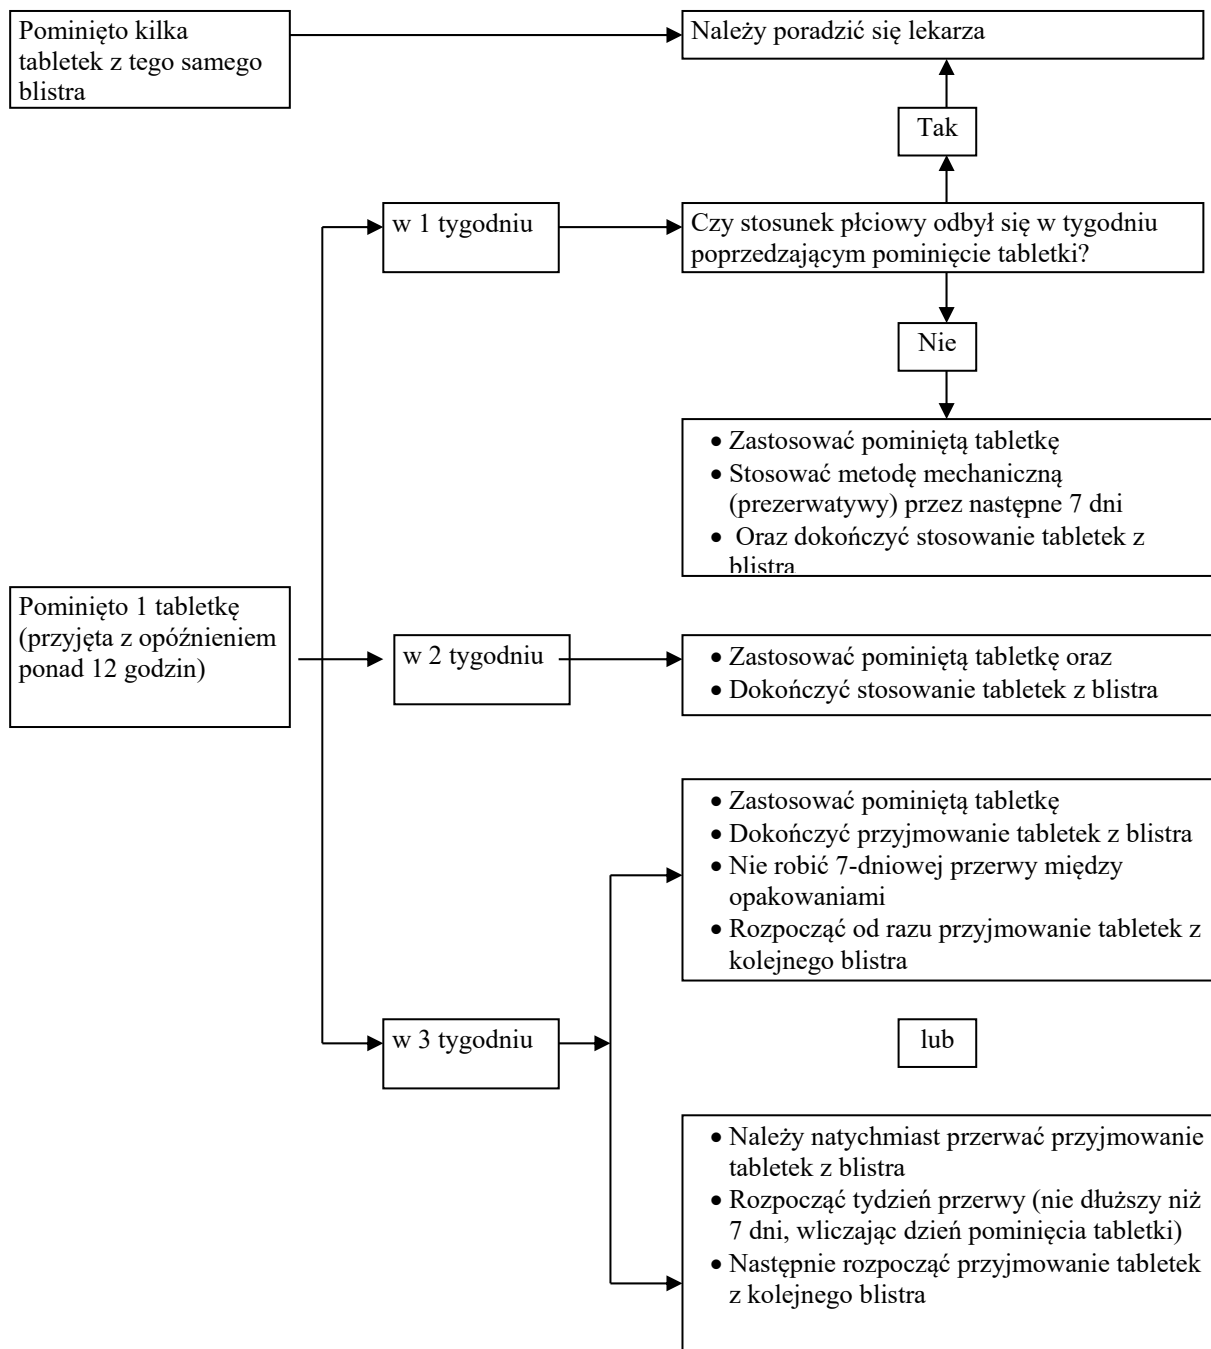 Pominięto kilka
tabletek z tego samego
blistra
Należy poradzić się lekarza
Tak
w 1 tygodniu
Czy stosunek płciowy odbył się w tygodniu
poprzedzającym pominięcie tabletki?
Nie
• Zastosować pominiętą tabletkę
• Stosować metodę mechaniczną
(prezerwatywy) przez następne 7 dni
• Oraz dokończyć stosowanie tabletek z
blistra
Pominięto 1 tabletkę
(przyjęta z opóźnieniem
ponad 12 godzin)
w 2 tygodniu
• Zastosować pominiętą tabletkę oraz
• Dokończyć stosowanie tabletek z blistra
• Zastosować pominiętą tabletkę
• Dokończyć przyjmowanie tabletek z blistra
• Nie robić 7-dniowej przerwy między
opakowaniami
• Rozpocząć od razu przyjmowanie tabletek z
kolejnego blistra
w 3 tygodniu
lub
• Należy natychmiast przerwać przyjmowanie
tabletek z blistra
• Rozpocząć tydzień przerwy (nie dłuższy niż
7 dni, wliczając dzień pominięcia tabletki)
• Następnie rozpocząć przyjmowanie tabletek
z kolejnego blistra